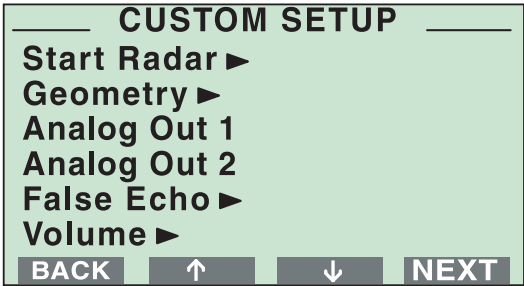 CUSTOM SETUP
Start Radar ►
Geometry ►
Analog Out 1
Analog Out 2
False Echo ►
Volume ►
BACK ↑ ↓ NEXT